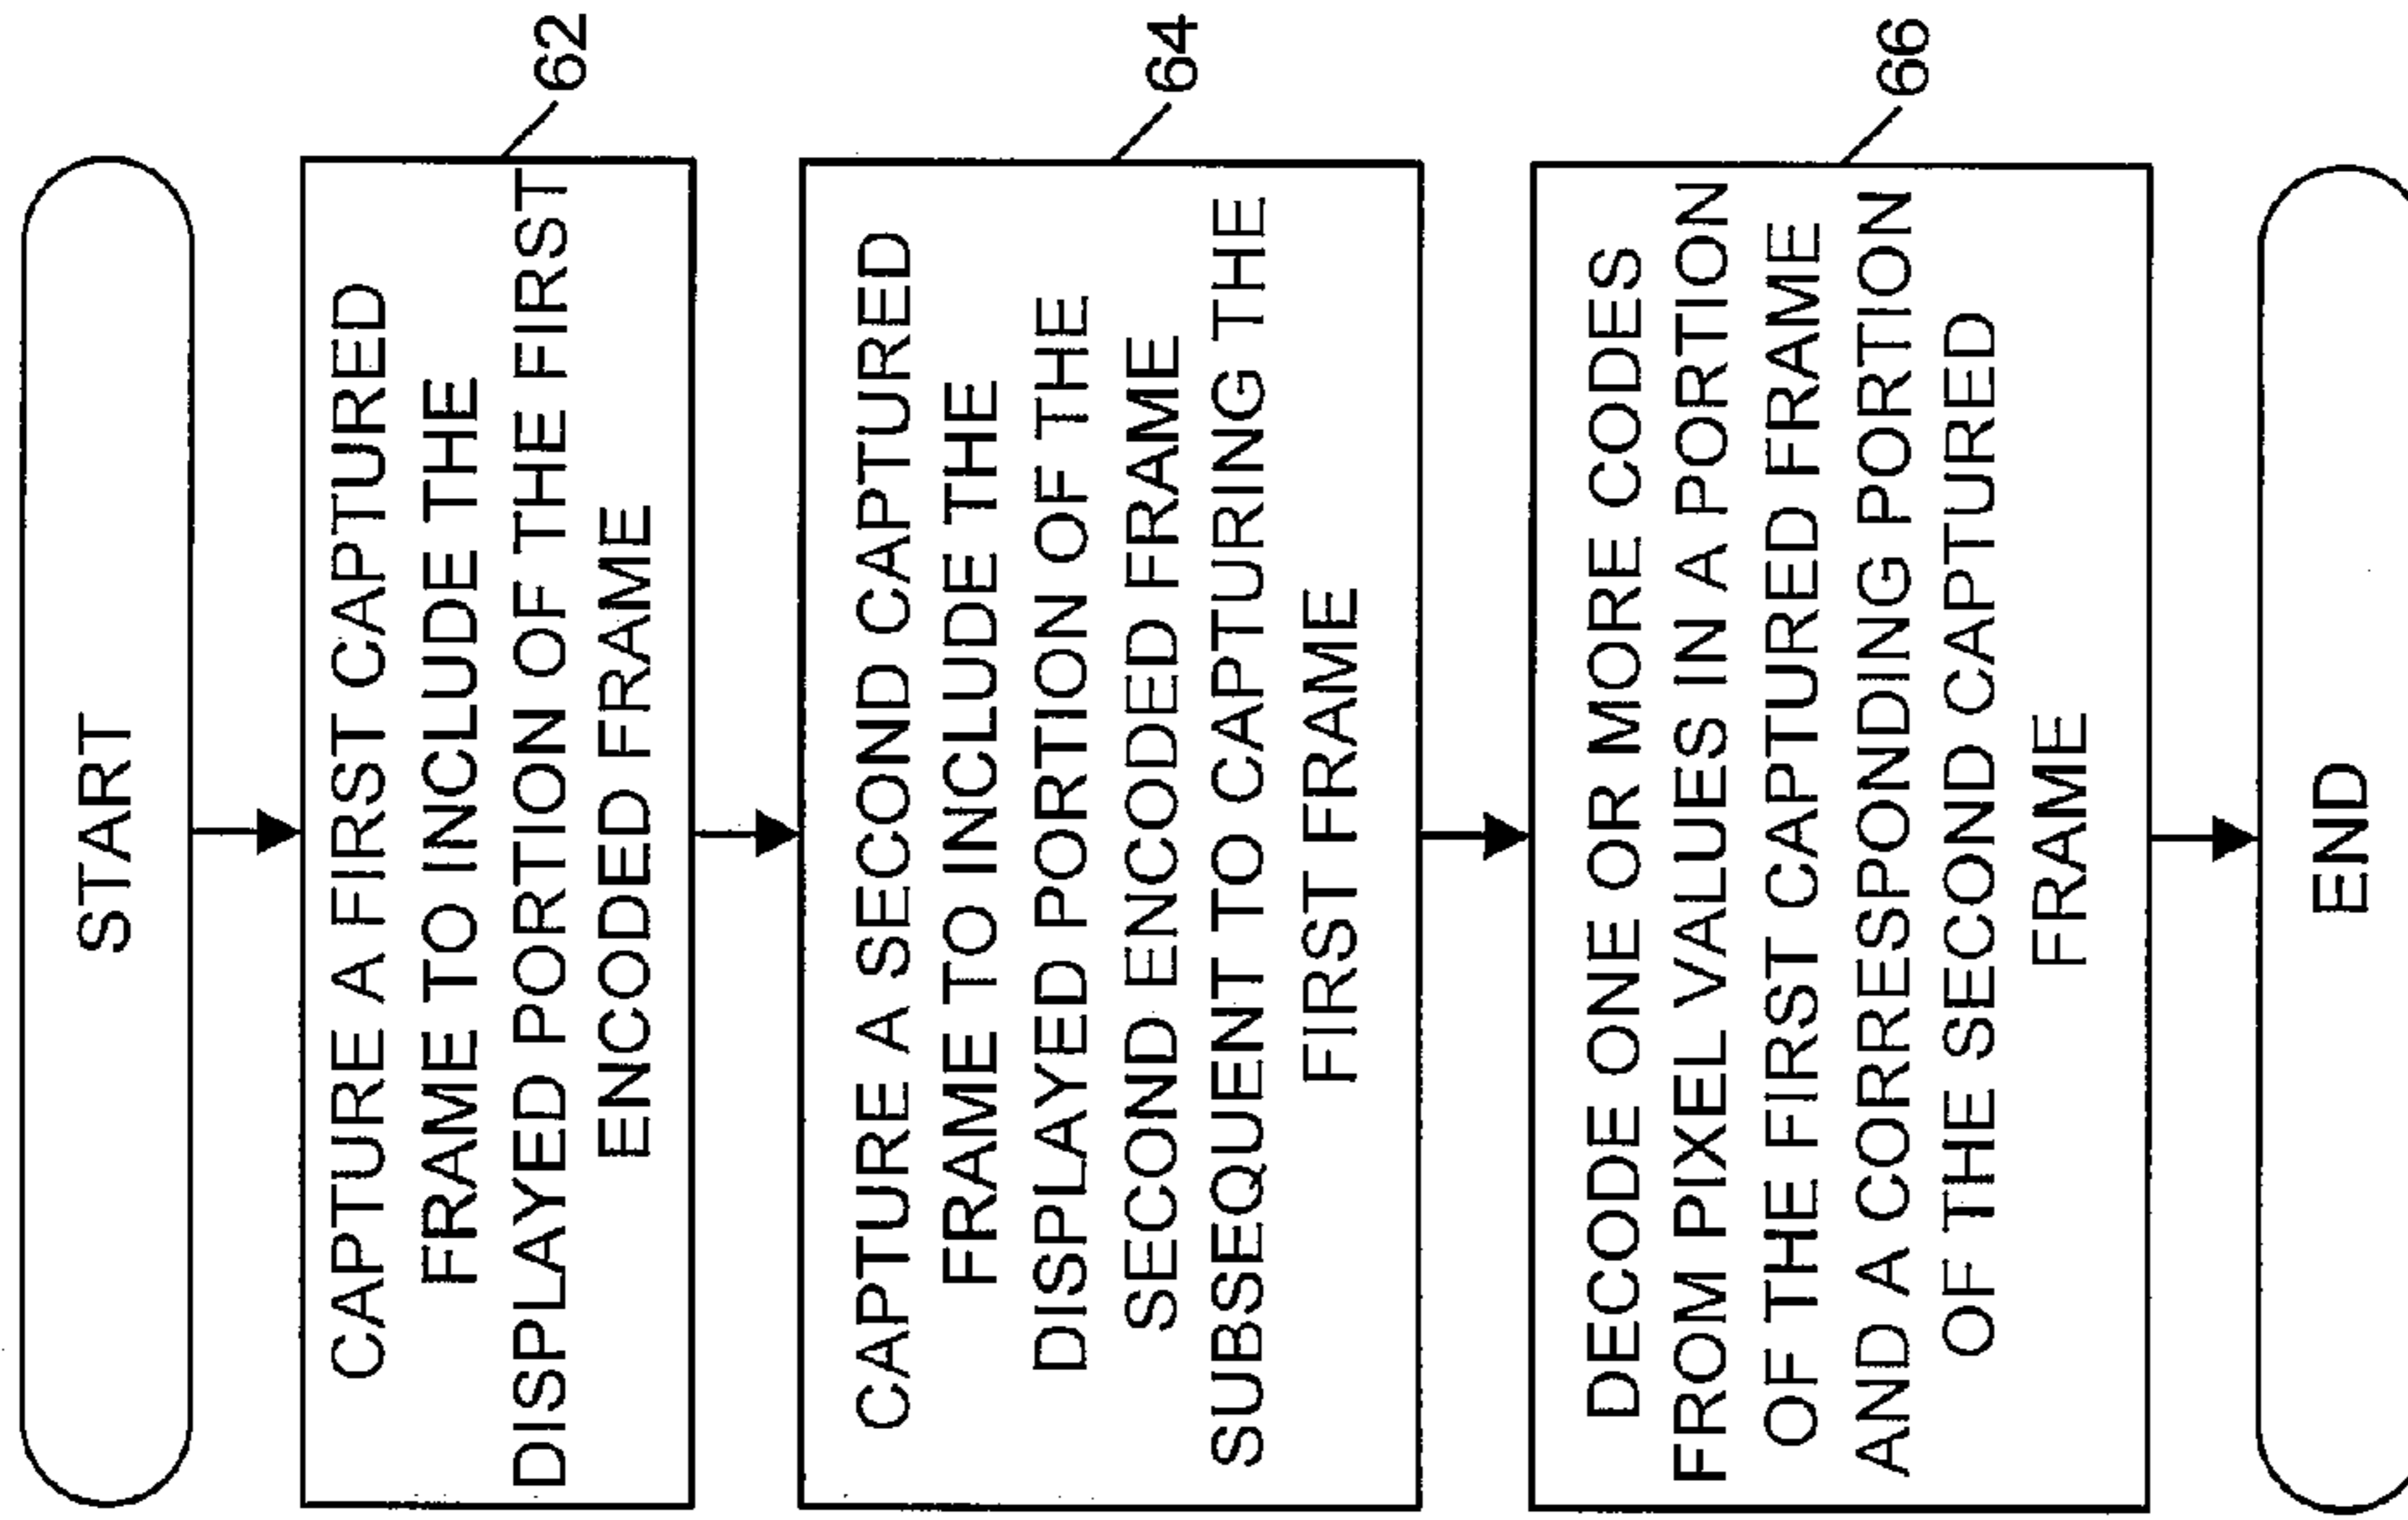 START
CAPTURE A FIRST CAPTURED
FRAME TO INCLUDE THE
DISPLAYED PORTION OF THE FIRST
ENCODED FRAME
62
CAPTURE A SECOND CAPTURED
FRAME TO INCLUDE THE
DISPLAYED PORTION OF THE
SECOND ENCODED FRAME
SUBSEQUENT TO CAPTURING THE
FIRST FRAME
64
DECODE ONE OR MORE CODES
FROM PIXEL VALUES IN A PORTION
OF THE FIRST CAPTURED FRAME
AND A CORRESPONDING PORTION
OF THE SECOND CAPTURED
FRAME
66
END